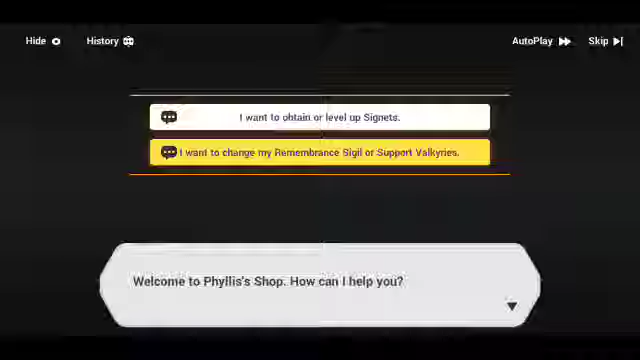 Hide
History
AutoPlay
Skip
I want to obtain or level up Signets.
I want to change my Remembrance Sigil or Support Valkyries.
Welcome to Phyllis's Shop. How can I help you?